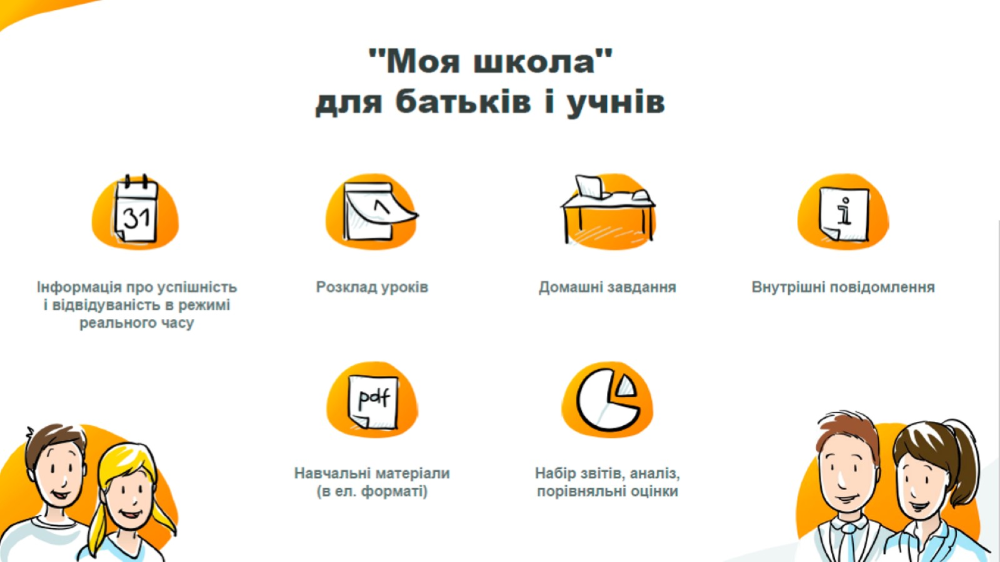 "Моя школа"
для батьків і учнів
31
1
i
Інформація про успішність
і відвідуваність в режимі
реального часу
Розклад уроків
Домашні завдання
Внутрішні повідомлення
pdf
Навчальні матеріали
(в ел. форматі)
Набір звітів, аналіз,
порівняльні оцінки